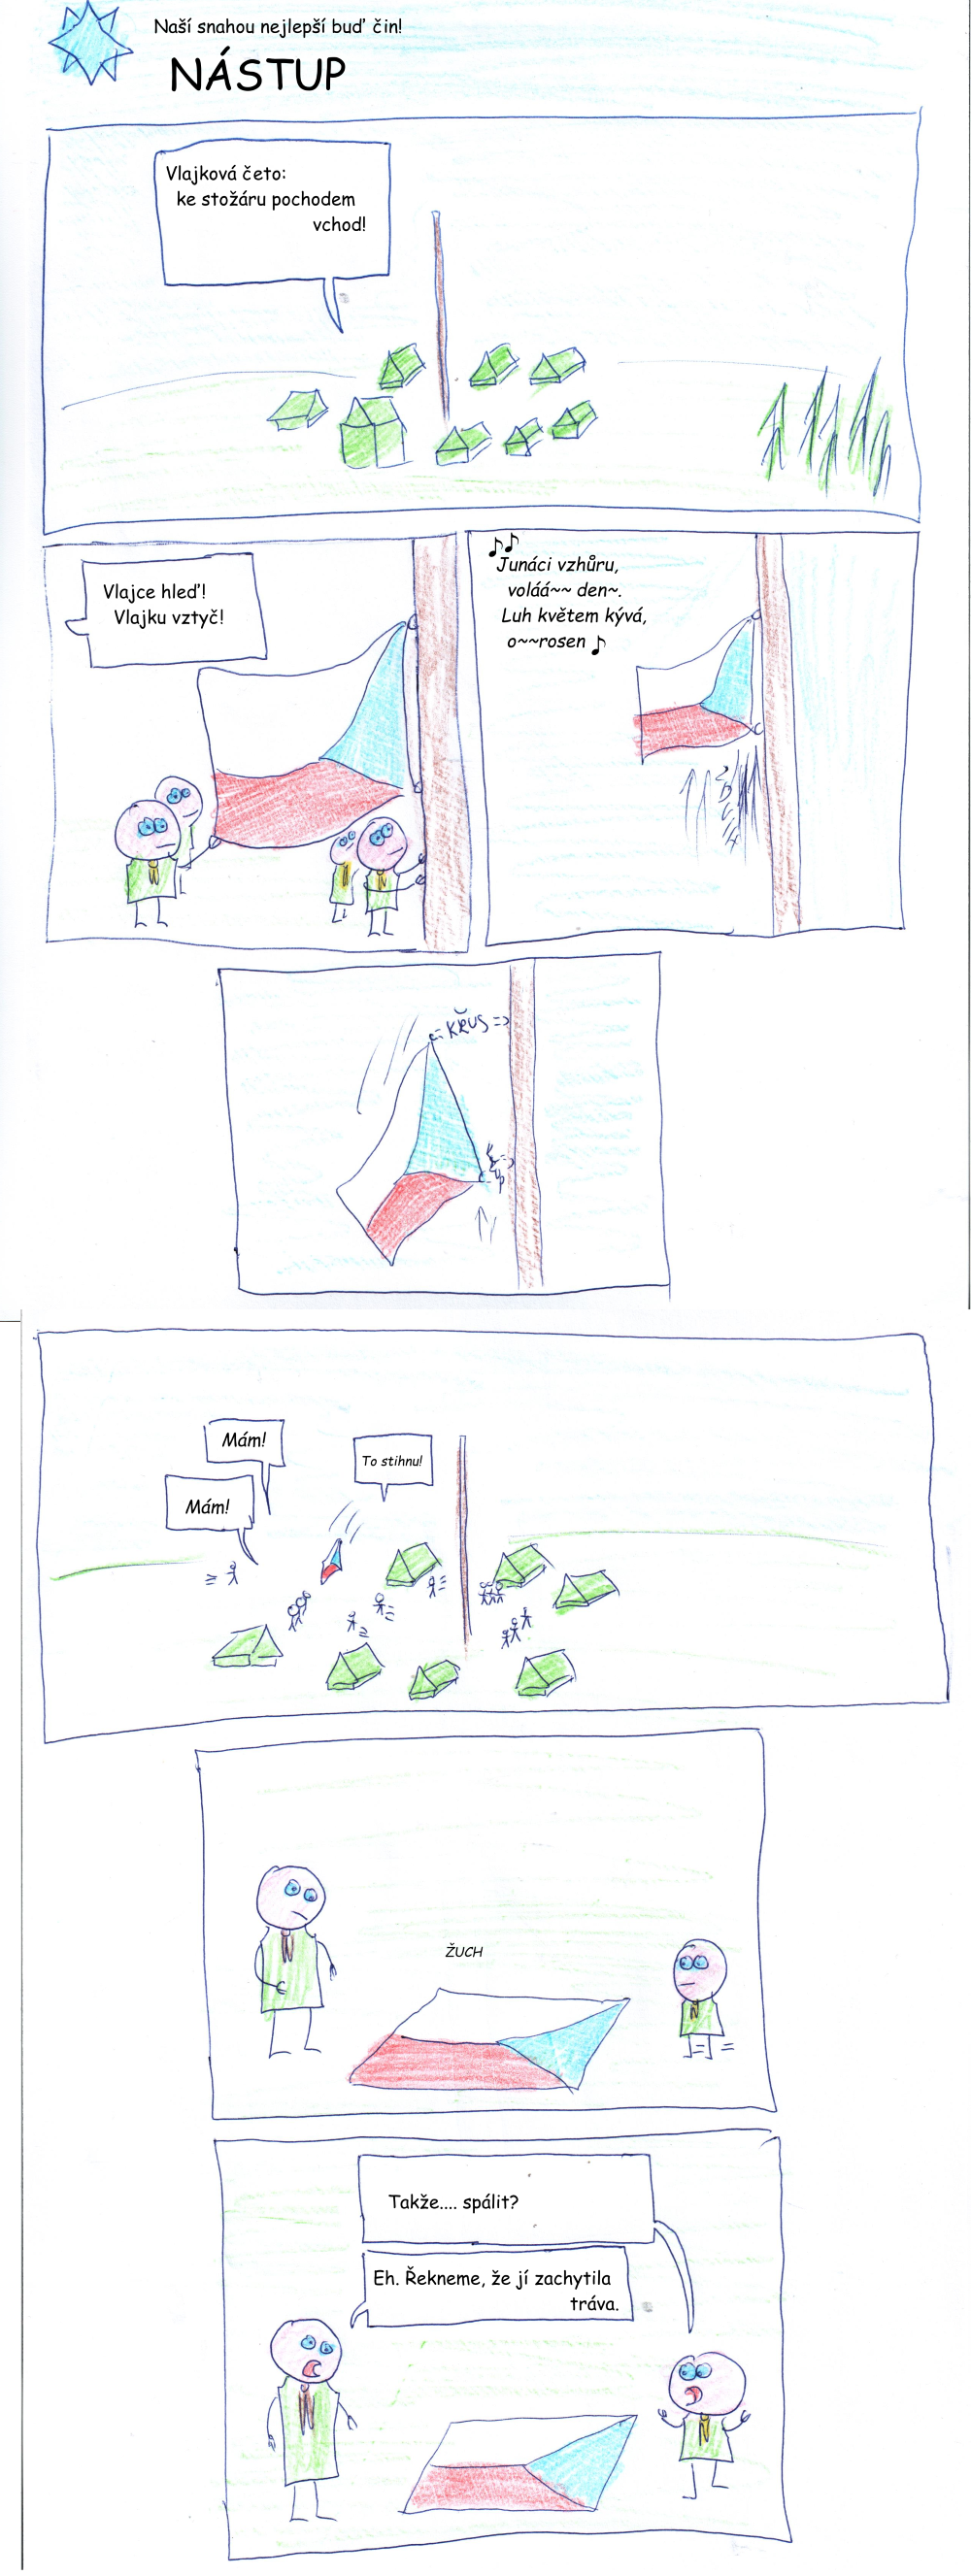 Naší snahou nejlepší buď čin!
NÁSTUP
Vlajková četo:
ke stožáru pochodem
vchod!
Vlajce hleď!
Vlajku vztyč!
♪♪
Junáci vzhůru,
voláá~~ den~.
Luh květem kývá,
o~~rosen ♪
KŘUS
Mám!
To stihnu!
Mám!
ŽUCH
Takže.... spálit?
Eh. Řekneme, že jí zachytila
tráva.